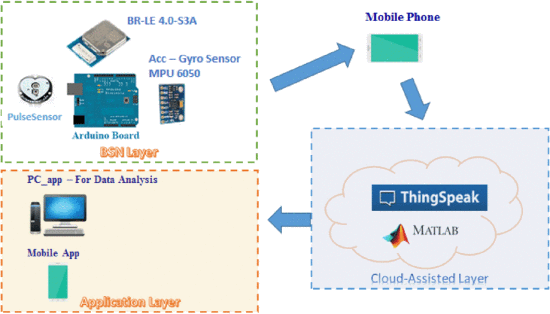 BR-LE 4.0-S3A
Acc – Gyro Sensor
MPU 6050
PulseSensor
Arduino Board
BSN Layer
Mobile Phone
ThingSpeak
MATLAB
Cloud-Assisted Layer
PC_app – For Data Analysis
Mobile App
Application Layer